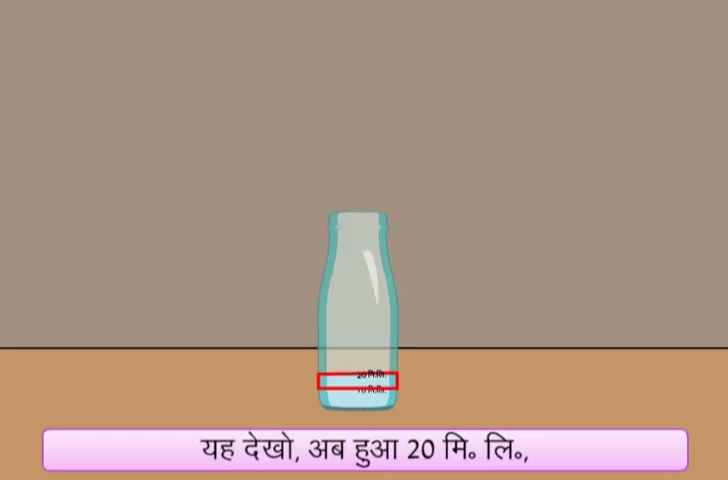 20 मि.लि.
10 मि.लि.
यह देखो, अब हुआ 20 मि॰ लि॰,